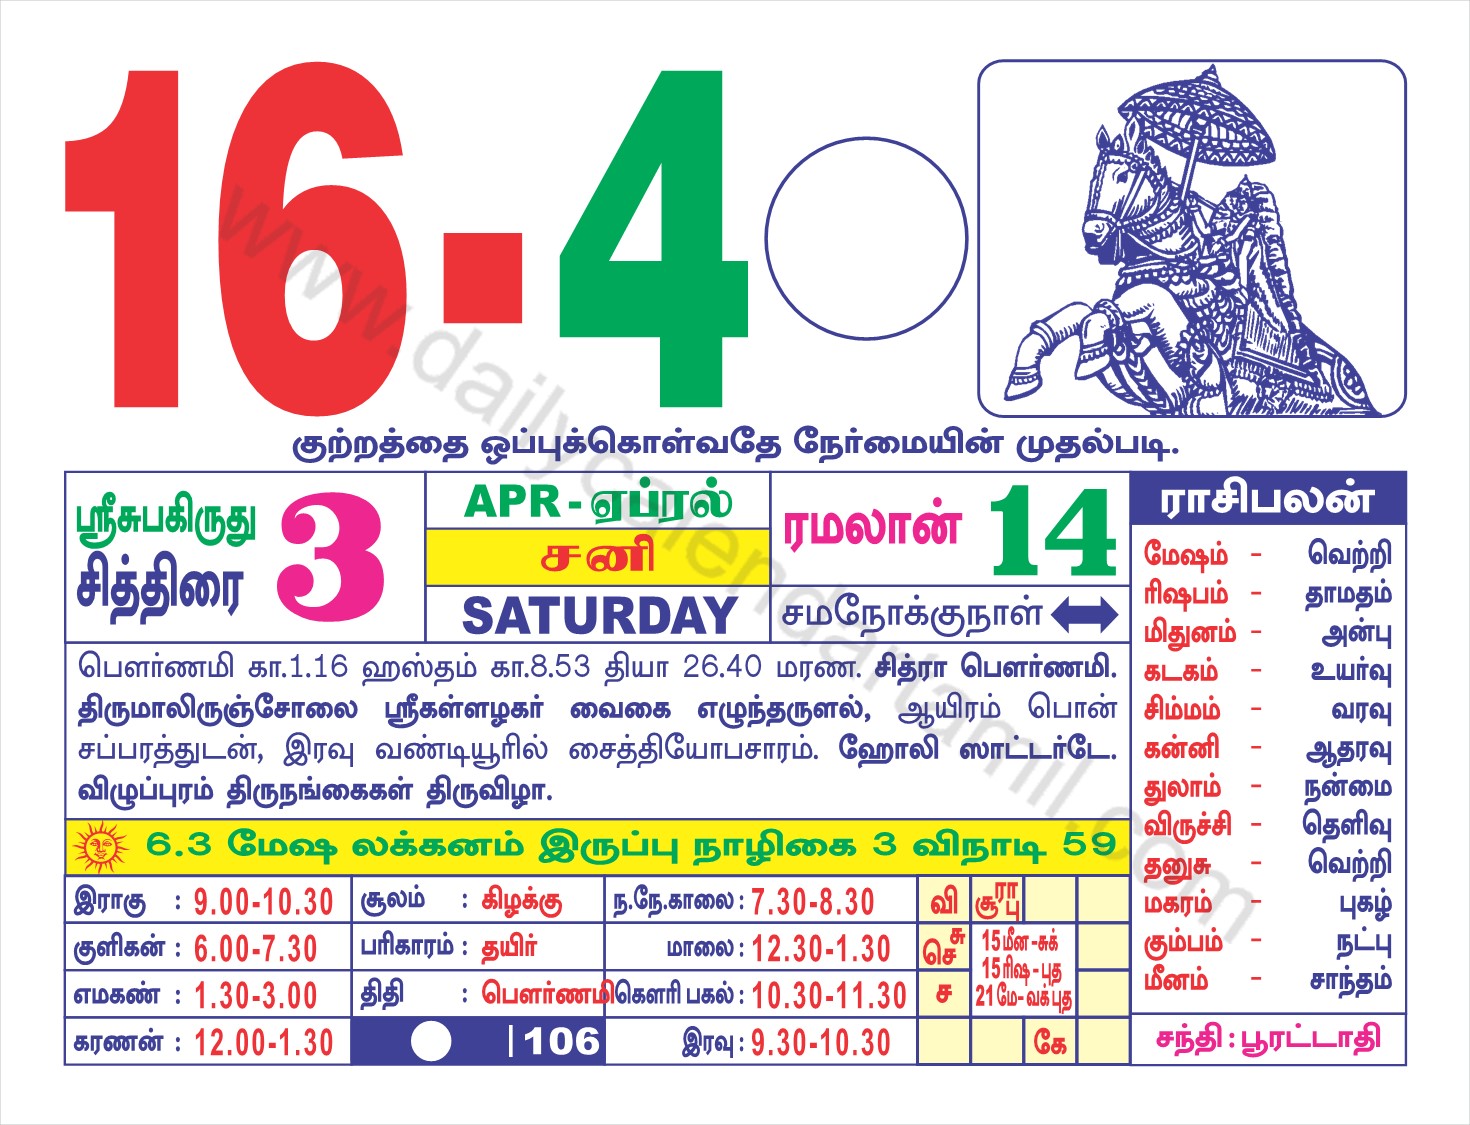 16-4
குற்றத்தை ஒப்புக்கொள்வதே நேர்மையின் முதல்படி.
ஸ்ரீசுபகிருது
சித்திரை
3
APR - ஏப்ரல்
சனி
SATURDAY
ரமலான் 14
சமநோக்குநாள்
பௌர்ணமி கா.1.16 ஹஸ்தம் கா.8.53 தியா 26.40 மரண. சித்ரா பௌர்ணமி.
திருமாலிருஞ்சோலை ஸ்ரீகள்ளழகர் வைகை எழுந்தருளல், ஆயிரம் பொன்
சப்பரத்துடன், இரவு வண்டியூரில் சைத்தியோபசாரம். ஹோலி ஸாட்டர்டே.
விழுப்புரம் திருநங்கைகள் திருவிழா.
6.3 மேஷ லக்கனம் இருப்பு நாழிகை 3 விநாடி 59
இராகு : 9.00-10.30
குளிகன் : 6.00-7.30
எமகண் : 1.30-3.00
கரணன் : 12.00-1.30
சூலம் : கிழக்கு
பரிகாரம் : தயிர்
திதி : பௌர்ணமி
106
ந.நே.காலை : 7.30-8.30
மாலை : 12.30-1.30
கௌரி பகல் : 10.30-11.30
இரவு : 9.30-10.30
வி
சூ ரா பு
செ சு
15 மீன - சுக்
15 ரிஷ - புத
21 மே - வக் புத
ச
கே
ராசிபலன்
மேஷம் - வெற்றி
ரிஷபம் - தாமதம்
மிதுனம் - அன்பு
கடகம் - உயர்வு
சிம்மம் - வரவு
கன்னி - ஆதரவு
துலாம் - நன்மை
விருச்சி - தெளிவு
தனுசு - வெற்றி
மகரம் - புகழ்
கும்பம் - நட்பு
மீனம் - சாந்தம்
சந்தி : பூரட்டாதி
www.dailycalendartamil.com